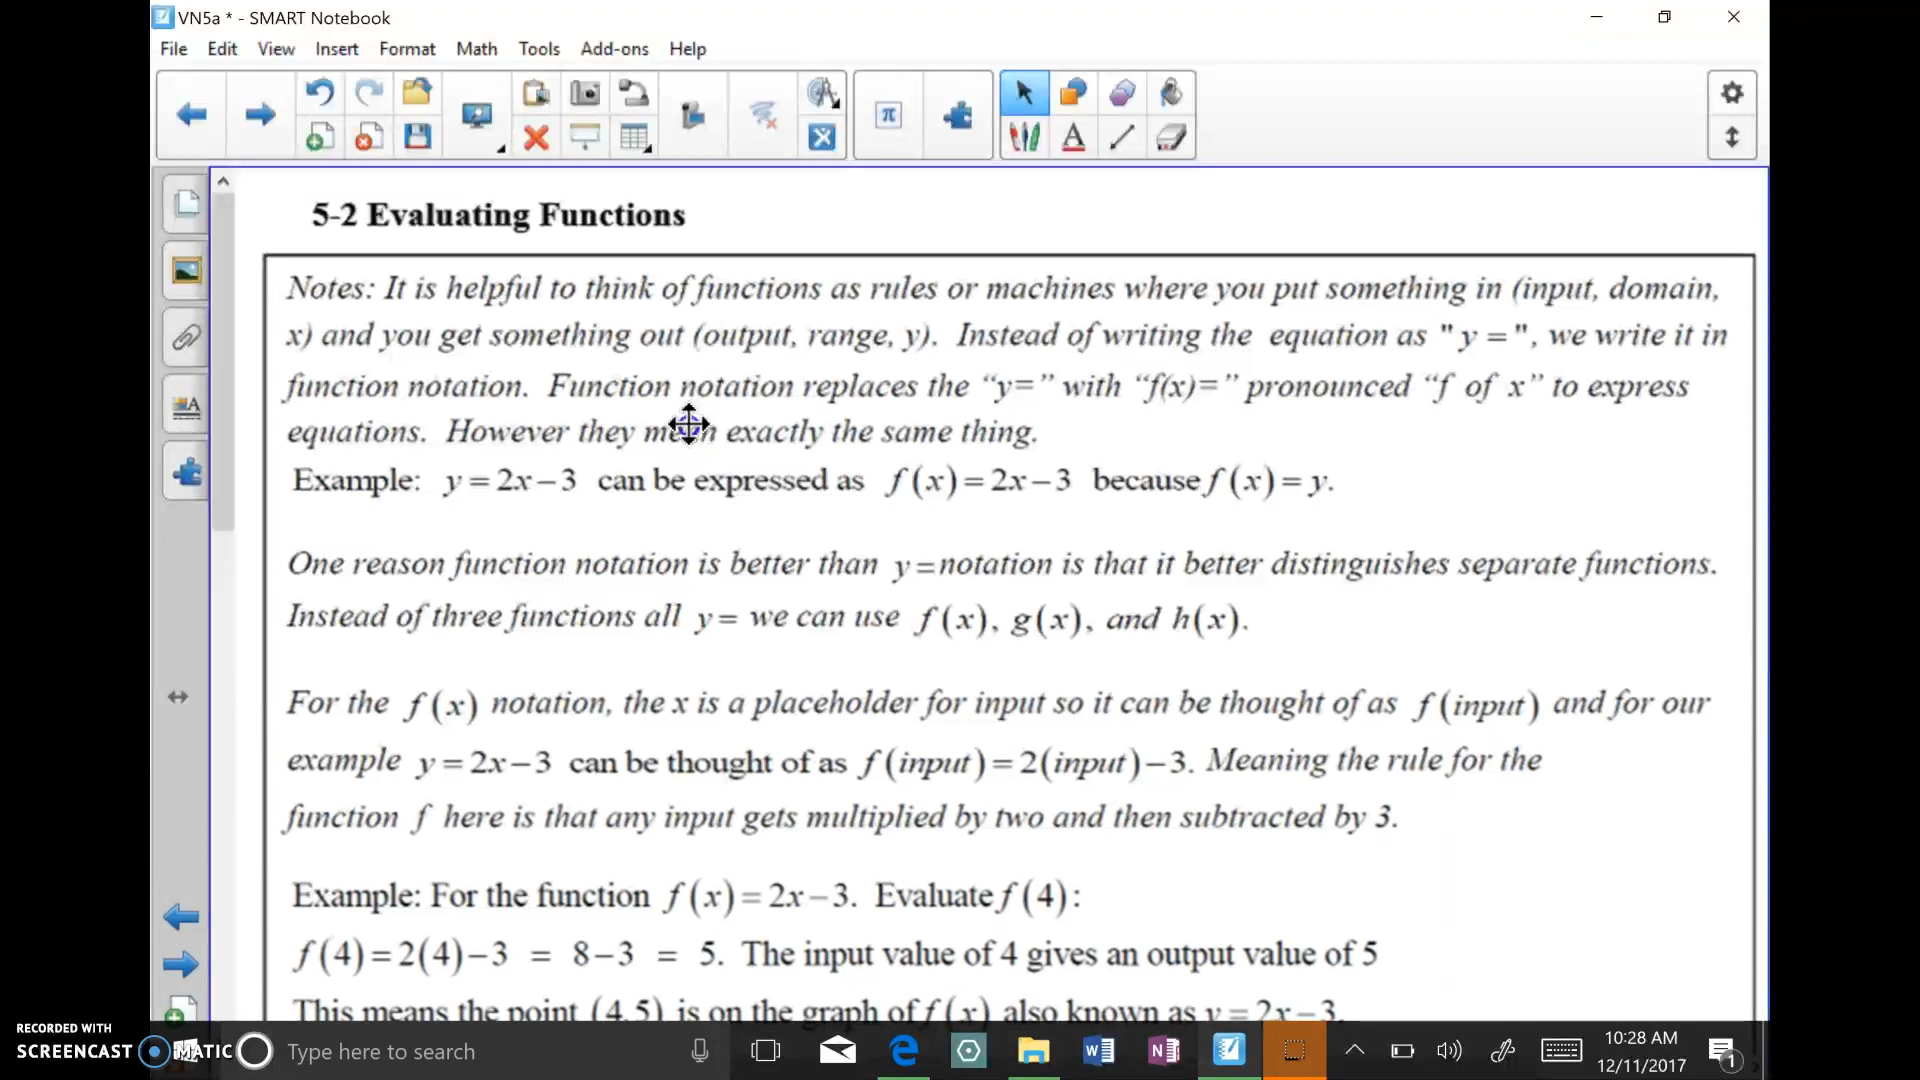 VN5a * - SMART Notebook
File Edit View Insert Format Math Tools Add-ons Help
5-2 Evaluating Functions
Notes: It is helpful to think of functions as rules or machines where you put something in (input, domain,
x) and you get something out (output, range, y). Instead of writing the equation as " y = ", we write it in
function notation. Function notation replaces the “y= ” with “f(x)= ” pronounced “f of x” to express
equations. However they mean exactly the same thing.
Example: y = 2x – 3 can be expressed as f (x) = 2x – 3 because f (x) = y.
One reason function notation is better than y = notation is that it better distinguishes separate functions.
Instead of three functions all y = we can use f (x), g(x), and h(x).
For the f (x) notation, the x is a placeholder for input so it can be thought of as f (input) and for our
example y = 2x – 3 can be thought of as f (input) = 2(input) – 3. Meaning the rule for the
function f here is that any input gets multiplied by two and then subtracted by 3.
Example: For the function f (x) = 2x – 3. Evaluate f (4) :
f (4) = 2(4) – 3 = 8 – 3 = 5. The input value of 4 gives an output value of 5
This means the point (4,5) is on the graph of f (x) also known as y = 2x – 3.
RECORDED WITH
SCREENCAST MATIC
Type here to search
10:28 AM
12/11/2017
1